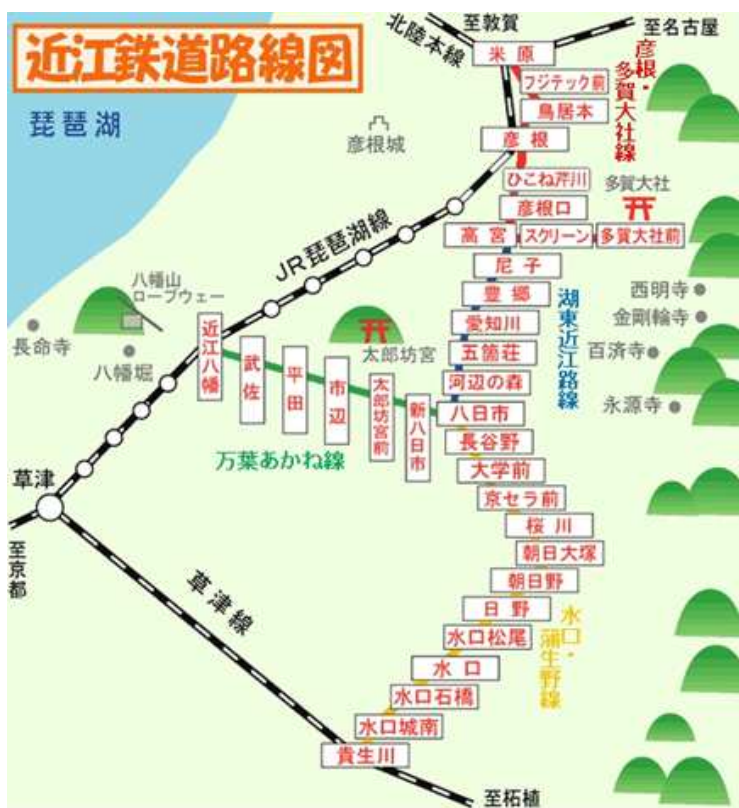 近江鉄道路線図
北陸本線
至敦賀
至名古屋
米原
彦根・
多賀大社線
フジテック前
鳥居本
琵琶湖
彦根城
彦根
ひこね芹川
多賀大社
彦根口
高宮
スクリーン
多賀大社前
JR琵琶湖線
尼子
豊郷
湖東近江路線
西明寺
八幡山
ロープウェー
愛知川
金剛輪寺
長命寺
八幡堀
太郎坊宮
五箇荘
百済寺
近江八幡
武佐
平田
市辺
太郎坊宮前
新八日市
河辺の森
八日市
永源寺
万葉あかね線
長谷野
大学前
草津
京セラ前
桜川
至京都
朝日大塚
草津線
朝日野
日野
水口・
蒲生野線
水口松尾
水口
水口石橋
水口城南
貴生川
至柘植